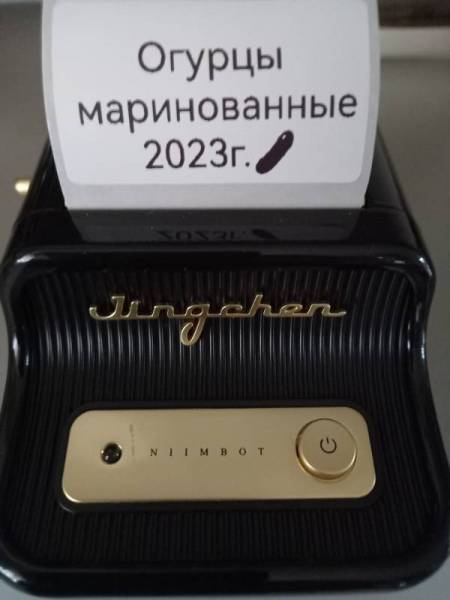 Огурцы
маринованные
2023г.
Jingchen
NIIMBOT